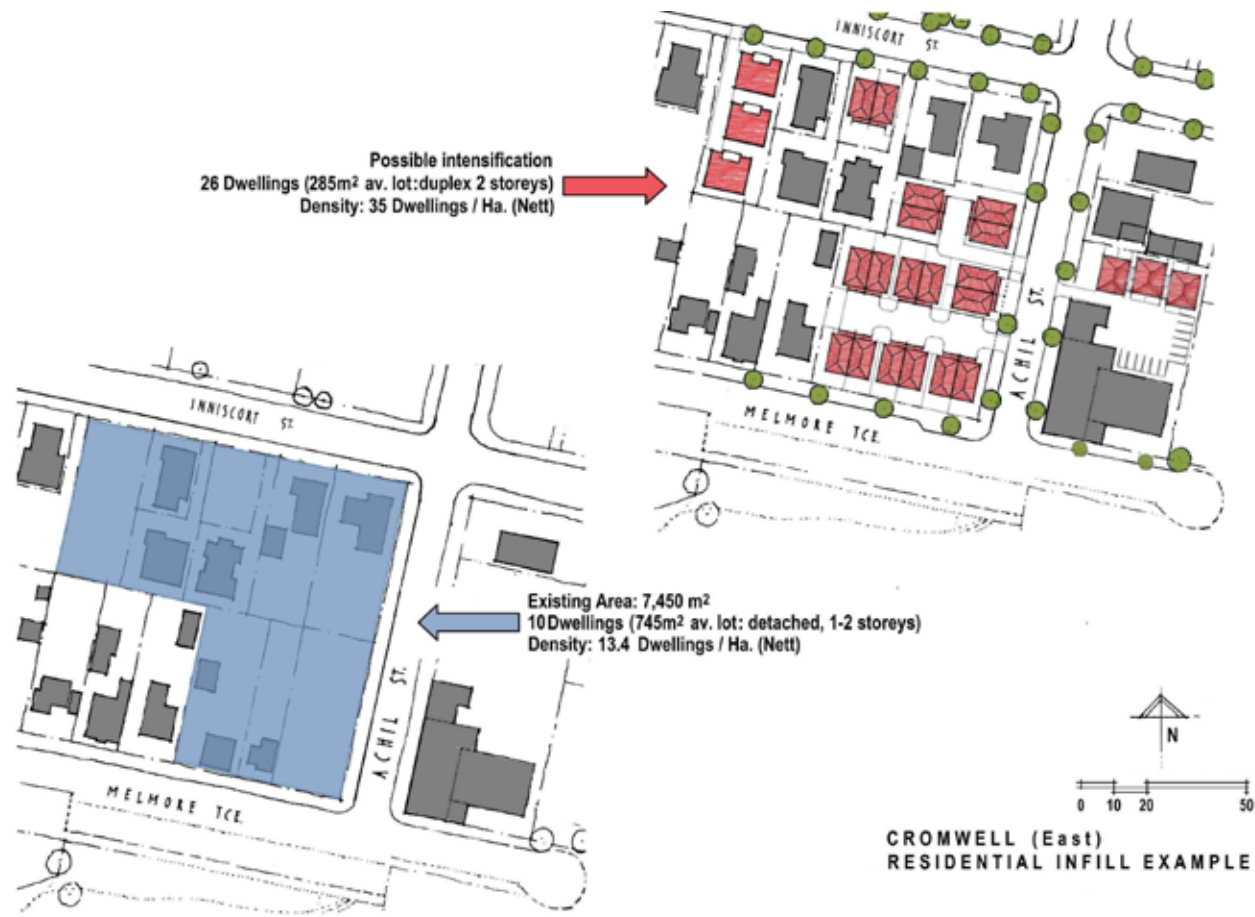 INNISCORT ST.
Possible intensification
26 Dwellings (285m² av. lot:duplex 2 storeys)
Density: 35 Dwellings / Ha. (Nett)
ACHIL ST.
MELMORE TCE.
INNISCORT ST.
Existing Area: 7,450 m²
10Dwellings (745m² av. lot: detached, 1-2 storeys)
Density: 13.4 Dwellings / Ha. (Nett)
ACHIL ST.
MELMORE TCE.
N
0 10 20 50
CROMWELL (East)
RESIDENTIAL INFILL EXAMPLE